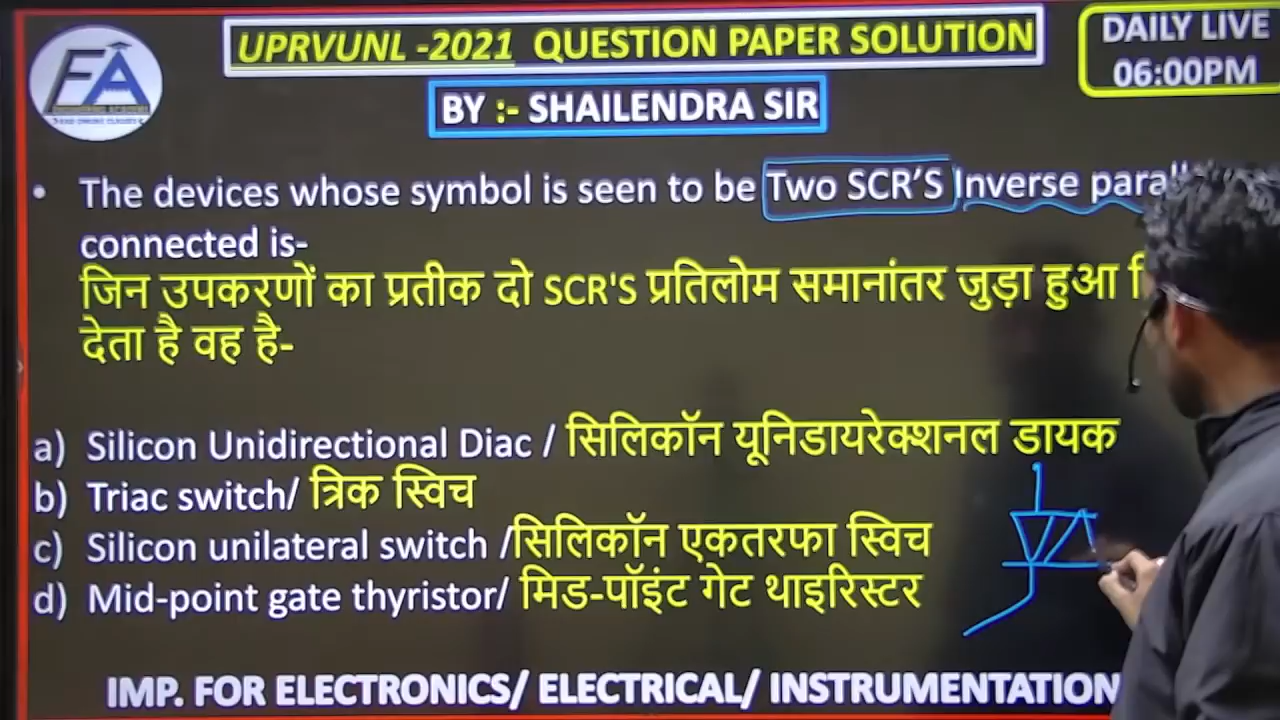 UPRVUNL -2021 QUESTION PAPER SOLUTION
DAILY LIVE
06:00PM
BY :- SHAILENDRA SIR
FA
• The devices whose symbol is seen to be Two SCR’S Inverse
connected is-
जिन उपकरणों का प्रतीक दो SCR'S प्रतिलोम समानांतर जुड़ा हुआ
देता है वह है-
a) Silicon Unidirectional Diac / सिलिकॉन यूनिडायरेक्शनल डायक
b) Triac switch/ त्रिक स्विच
c) Silicon unilateral switch /सिलिकॉन एकतरफा स्विच
d) Mid-point gate thyristor/ मिड-पॉइंट गेट थाइरिस्टर
IMP. FOR ELECTRONICS/ ELECTRICAL/ INSTRUMENTATION